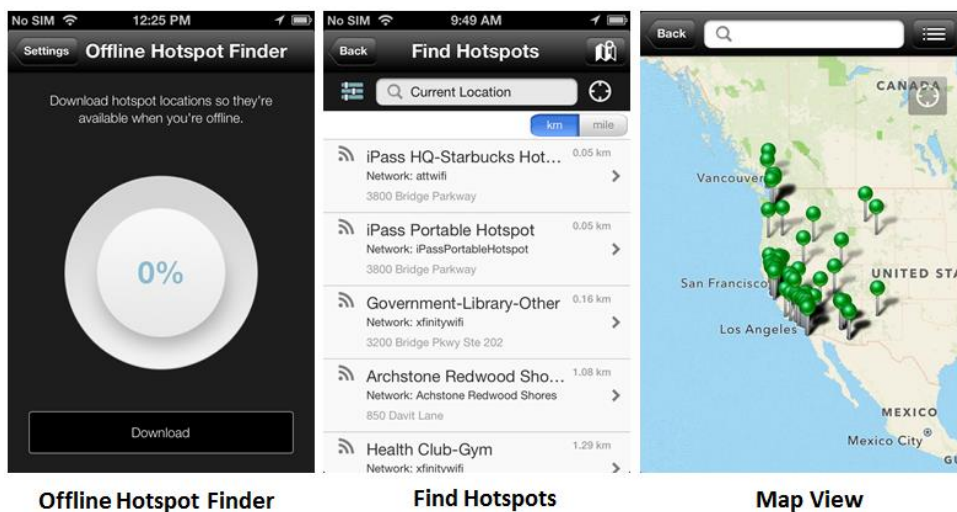 No SIM 12:25 PM
Settings Offline Hotspot Finder
Download hotspot locations so they're
available when you're offline.
0%
Download
Offline Hotspot Finder
No SIM 9:49 AM
Back Find Hotspots
Current Location
km mile
iPass HQ-Starbucks Hot... 0.05 km
Network: attwifi
3800 Bridge Parkway
iPass Portable Hotspot 0.05 km
Network: iPassPortableHotspot
3800 Bridge Parkway
Government-Library-Other 0.16 km
Network: xfinitywifi
3200 Bridge Pkwy Ste 202
Archstone Redwood Sho... 1.08 km
Network: Achstone Redwood Shores
850 Davit Lane
Health Club-Gym 1.29 km
Network: xfinitywifi
Find Hotspots
Back
CANADA
Vancouver
UNITED STA
San Francisco
Los Angeles
MEXICO
Mexico City
GU
Map View